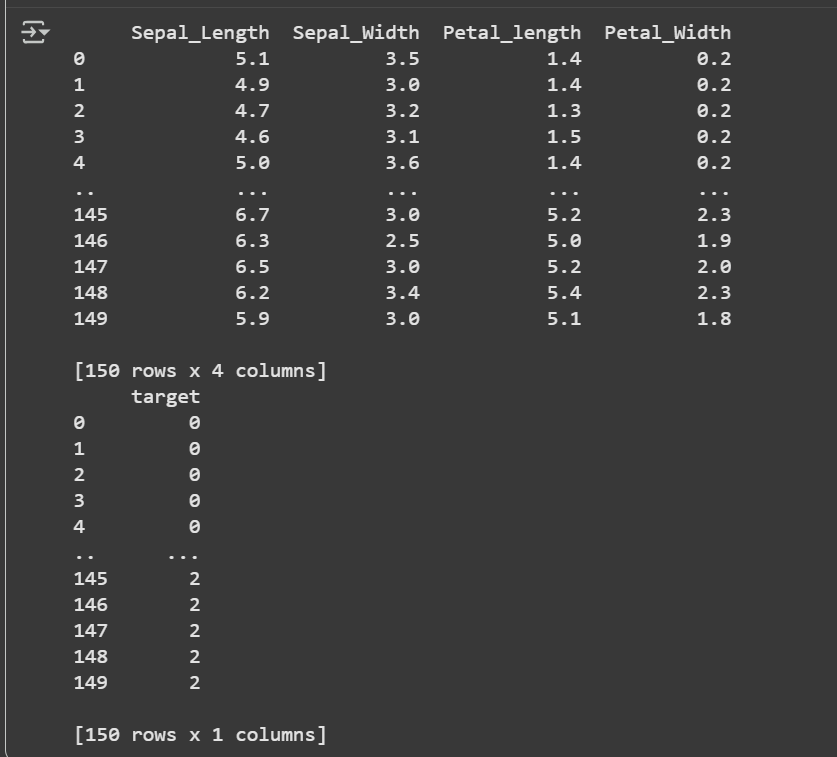 Sepal_Length  Sepal_Width  Petal_length  Petal_Width
0             5.1          3.5           1.4          0.2
1             4.9          3.0           1.4          0.2
2             4.7          3.2           1.3          0.2
3             4.6          3.1           1.5          0.2
4             5.0          3.6           1.4          0.2
..            ...          ...           ...          ...
145           6.7          3.0           5.2          2.3
146           6.3          2.5           5.0          1.9
147           6.5          3.0           5.2          2.0
148           6.2          3.4           5.4          2.3
149           5.9          3.0           5.1          1.8
[150 rows x 4 columns]
     target
0         0
1         0
2         0
3         0
4         0
..      ...
145       2
146       2
147       2
148       2
149       2
[150 rows x 1 columns]